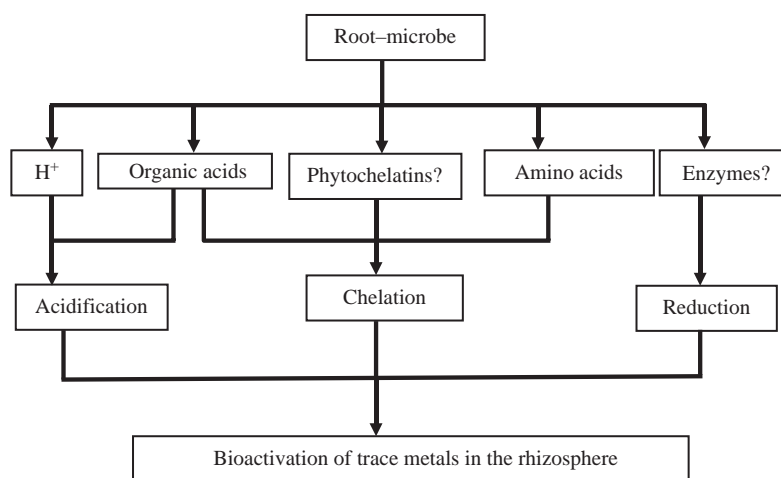 Root–microbe
H⁺
Organic acids
Phytochelatins?
Amino acids
Enzymes?
Acidification
Chelation
Reduction
Bioactivation of trace metals in the rhizosphere